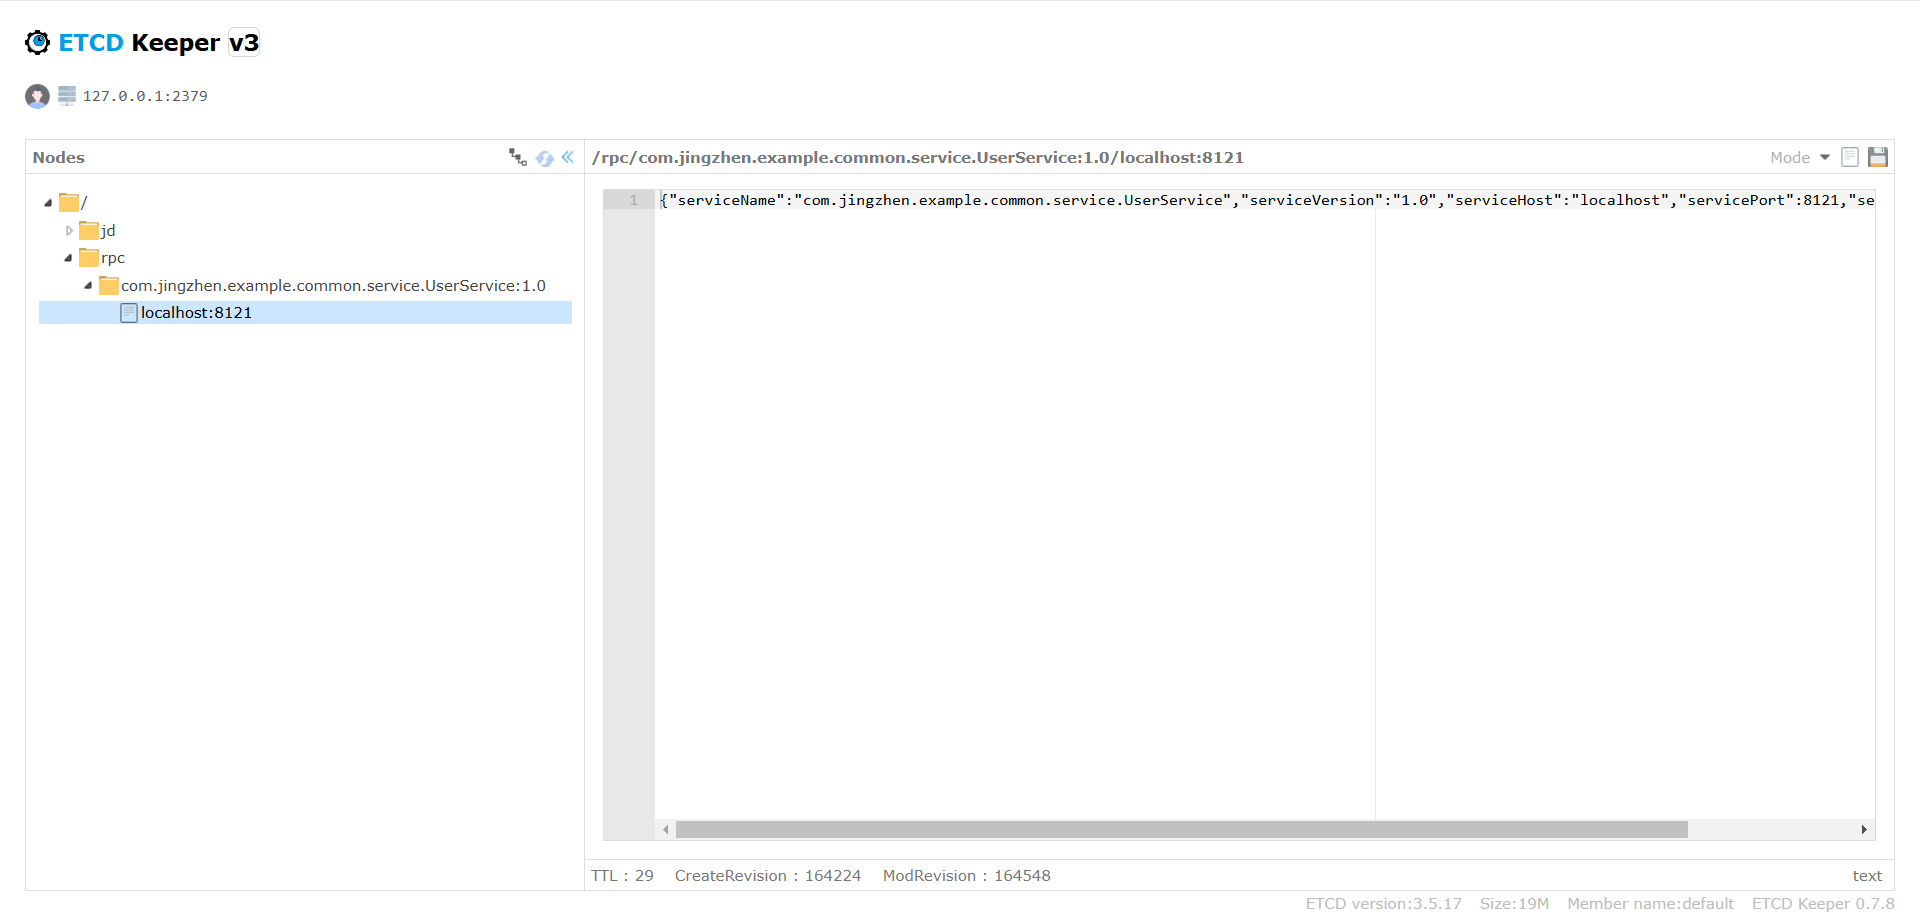 ETCD Keeper v3
127.0.0.1:2379
Nodes
/rpc/com.jingzhen.example.common.service.UserService:1.0/localhost:8121
Mode
/
jd
rpc
com.jingzhen.example.common.service.UserService:1.0
localhost:8121
1
{"serviceName":"com.jingzhen.example.common.service.UserService","serviceVersion":"1.0","serviceHost":"localhost","servicePort":8121,"se
TTL : 29 CreateRevision : 164224 ModRevision : 164548
text
ETCD version:3.5.17 Size:19M Member name:default ETCD Keeper 0.7.8